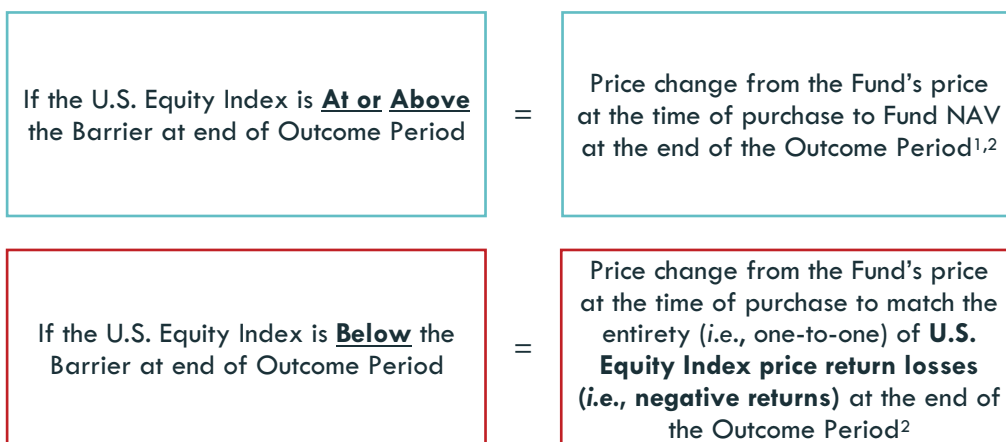 If the U.S. Equity Index is At or Above
the Barrier at end of Outcome Period
=
Price change from the Fund’s price
at the time of purchase to Fund NAV
at the end of the Outcome Period1,2
If the U.S. Equity Index is Below the
Barrier at end of Outcome Period
=
Price change from the Fund’s price
at the time of purchase to match the
entirety (i.e., one-to-one) of U.S.
Equity Index price return losses
(i.e., negative returns) at the end of
the Outcome Period2